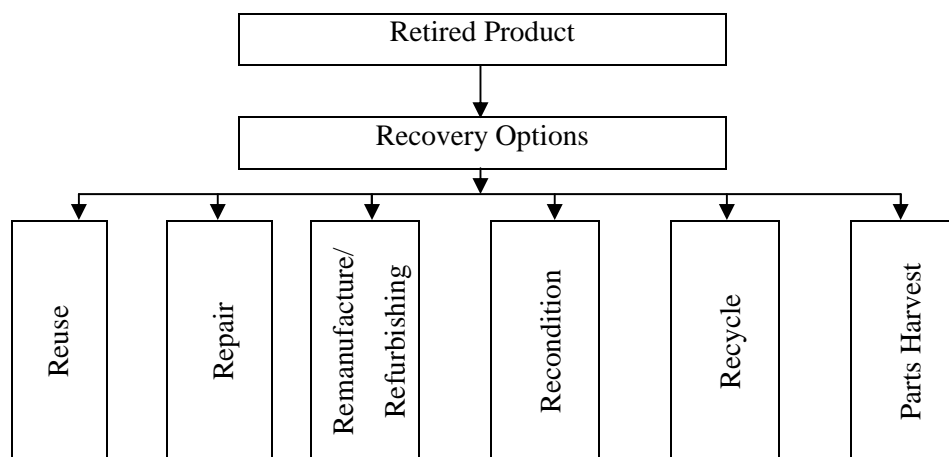 Retired Product
Recovery Options
Reuse
Repair
Remanufacture/
Refurbishing
Recondition
Recycle
Parts Harvest